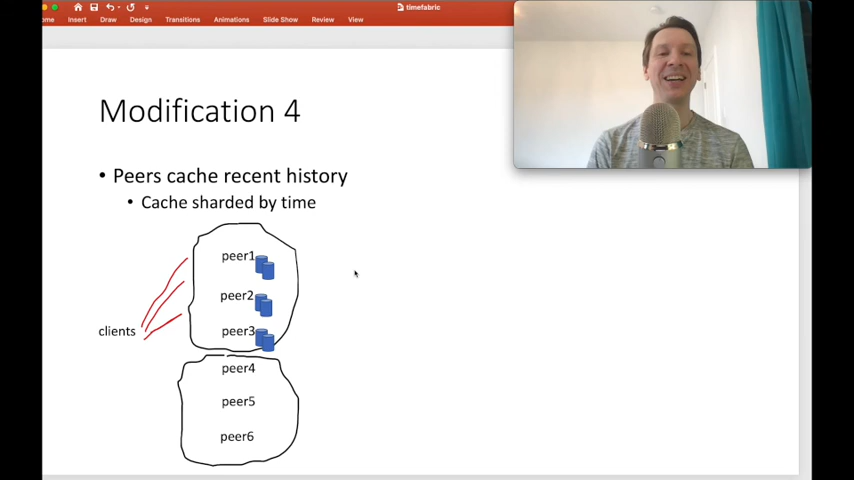 timefabric
ome Insert Draw Design Transitions Animations Slide Show Review View
Modification 4
• Peers cache recent history
• Cache sharded by time
peer1
peer2
peer3
clients
peer4
peer5
peer6